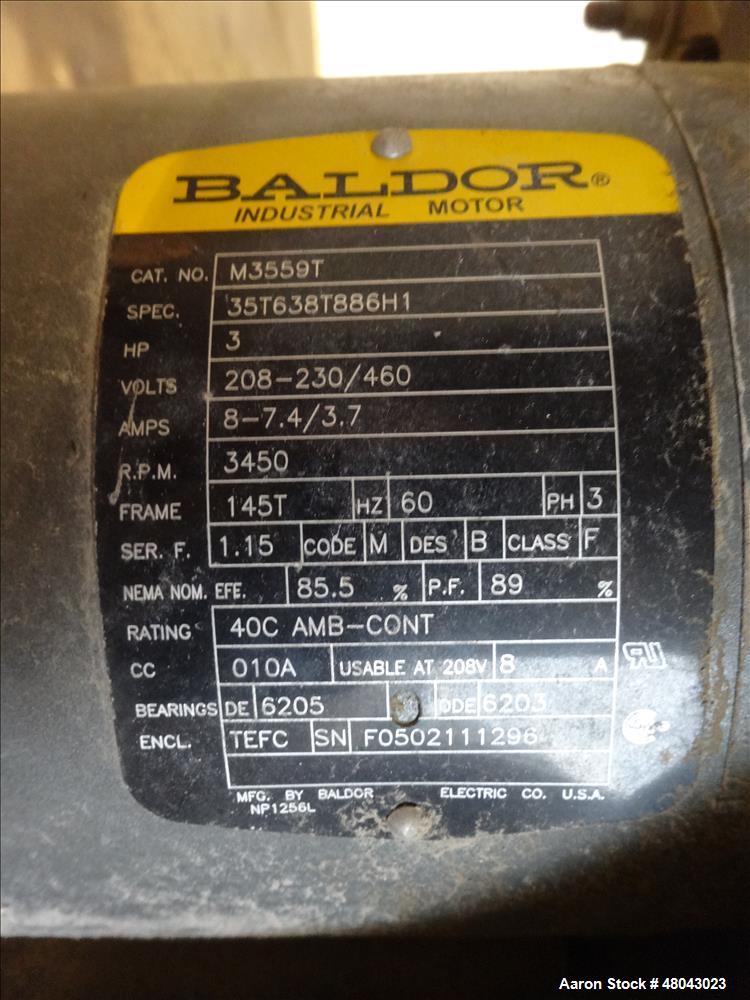 BALDOR®
INDUSTRIAL MOTOR
CAT. NO. M3559T
SPEC. 35T638T886H1
HP 3
VOLTS 208-230/460
AMPS 8-7.4/3.7
R.P.M. 3450
FRAME 145T HZ 60 PH 3
SER. F. 1.15 CODE M DES B CLASS F
NEMA NOM. EFF. 85.5 % P.F. 89 %
RATING 40C AMB-CONT
CC 010A USABLE AT 208V 8 A
BEARINGS DE 6205 ODE 6203
ENCL. TEFC SN F0502111296
MFG. BY BALDOR ELECTRIC CO. U.S.A.
NP1256L
Aaron Stock # 48043023